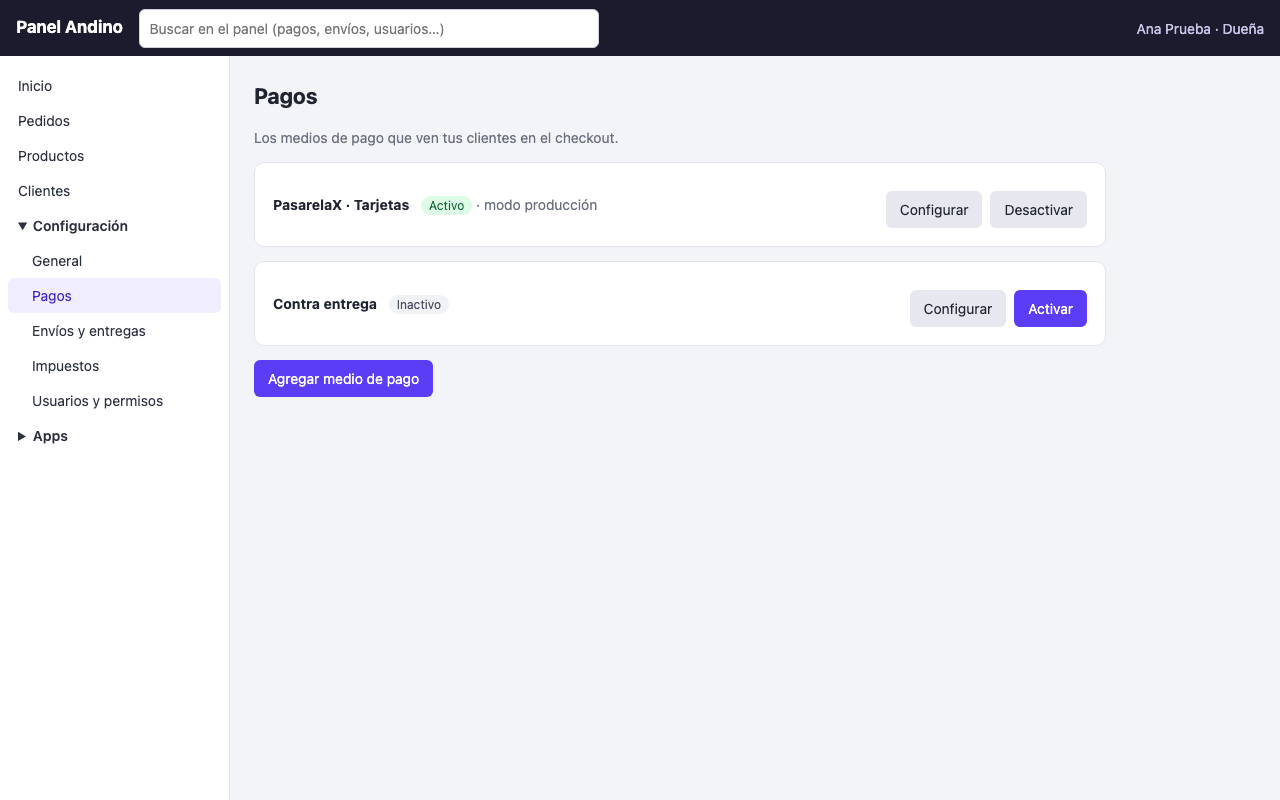 Panel Andino
Buscar en el panel (pagos, envíos, usuarios...)
Ana Prueba · Dueña
Inicio
Pedidos
Productos
Clientes
Configuración
General
Pagos
Envíos y entregas
Impuestos
Usuarios y permisos
Apps
Pagos
Los medios de pago que ven tus clientes en el checkout.
PasarelaX · Tarjetas Activo · modo producción
Configurar Desactivar
Contra entrega Inactivo
Configurar Activar
Agregar medio de pago